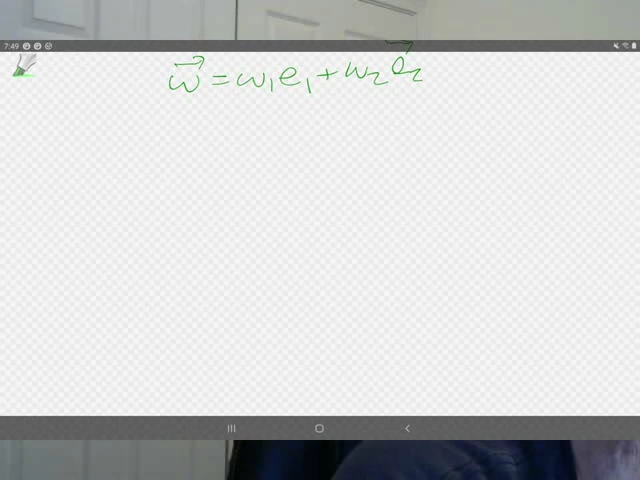 7:49
w⃗ = w₁e₁ + w₂e⃗₂